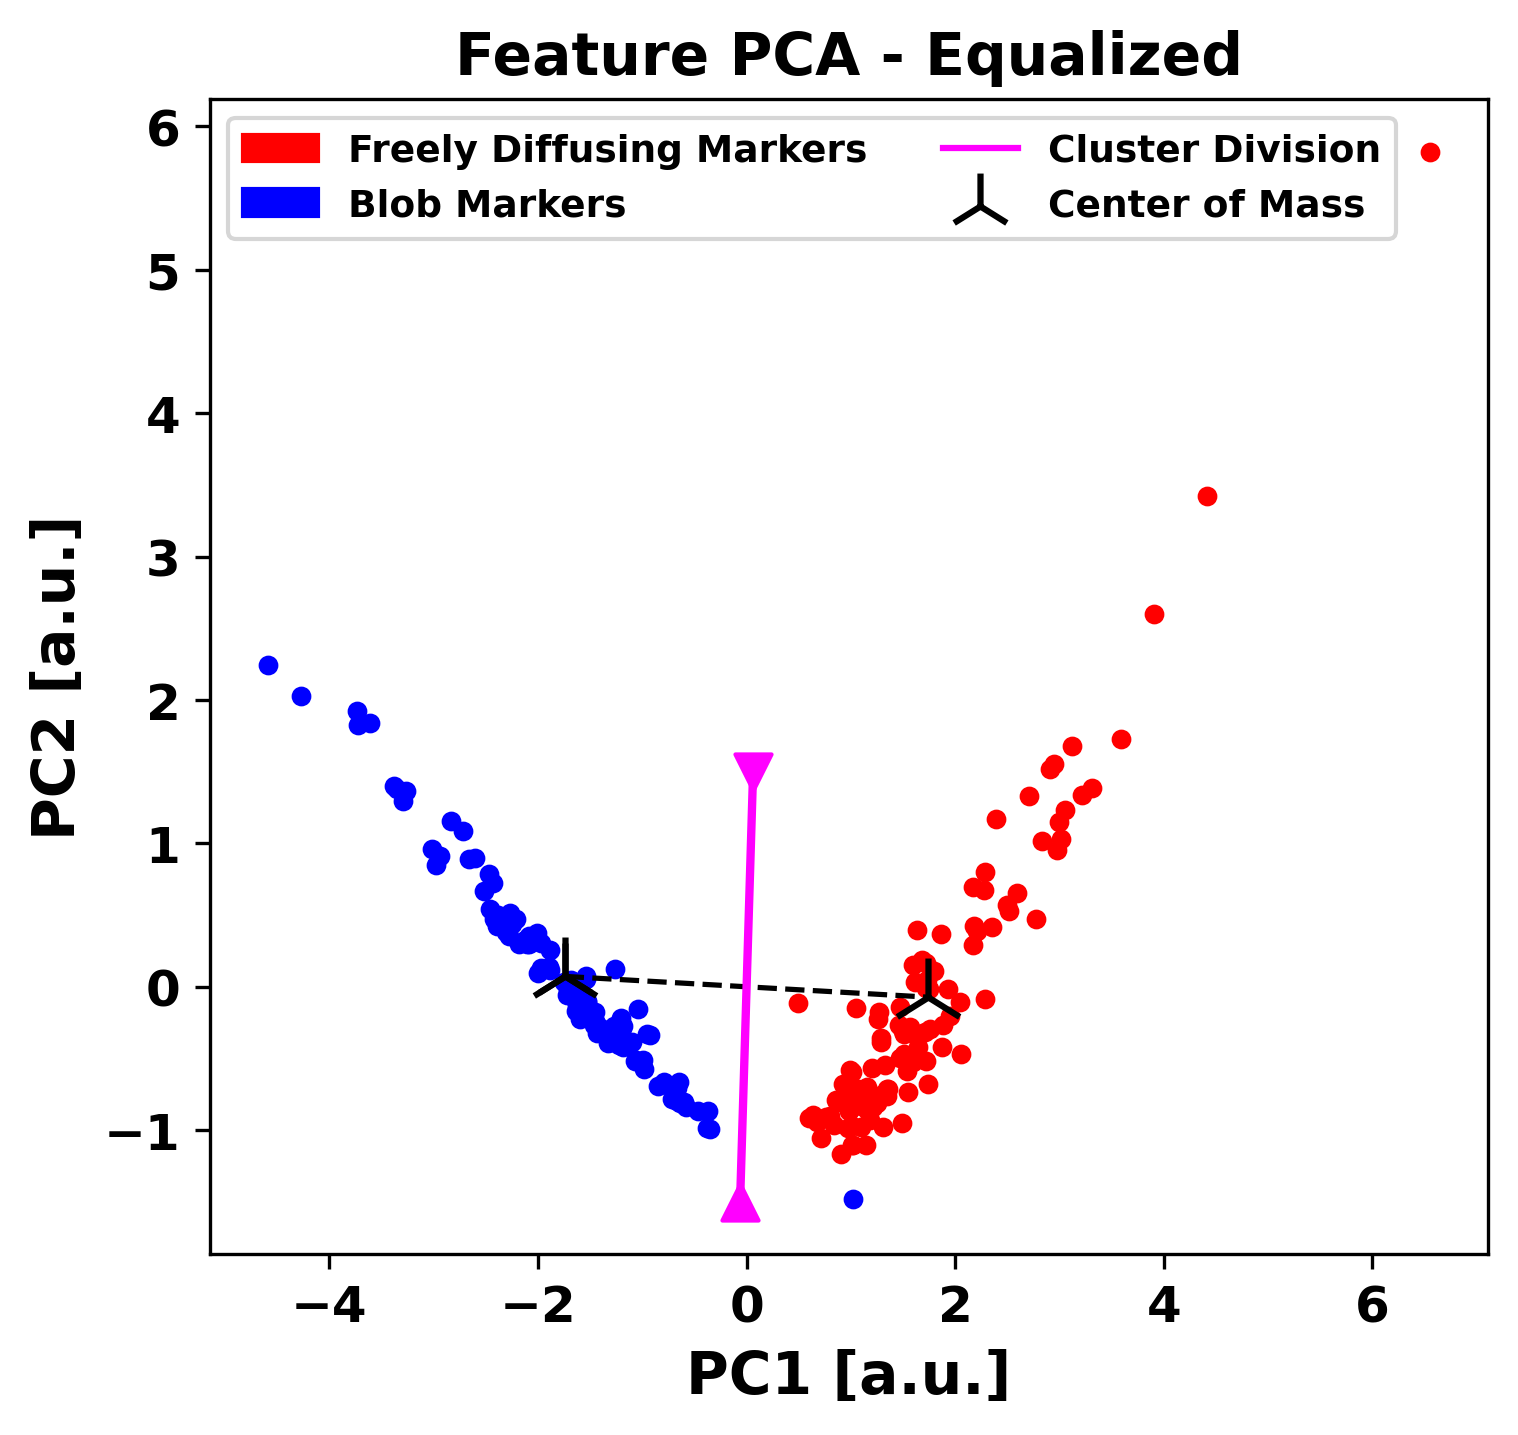 Feature PCA - Equalized
Freely Diffusing Markers
Blob Markers
Cluster Division
Center of Mass
6
5
4
3
2
1
0
−1
PC2 [a.u.]
−4 −2 0 2 4 6
PC1 [a.u.]